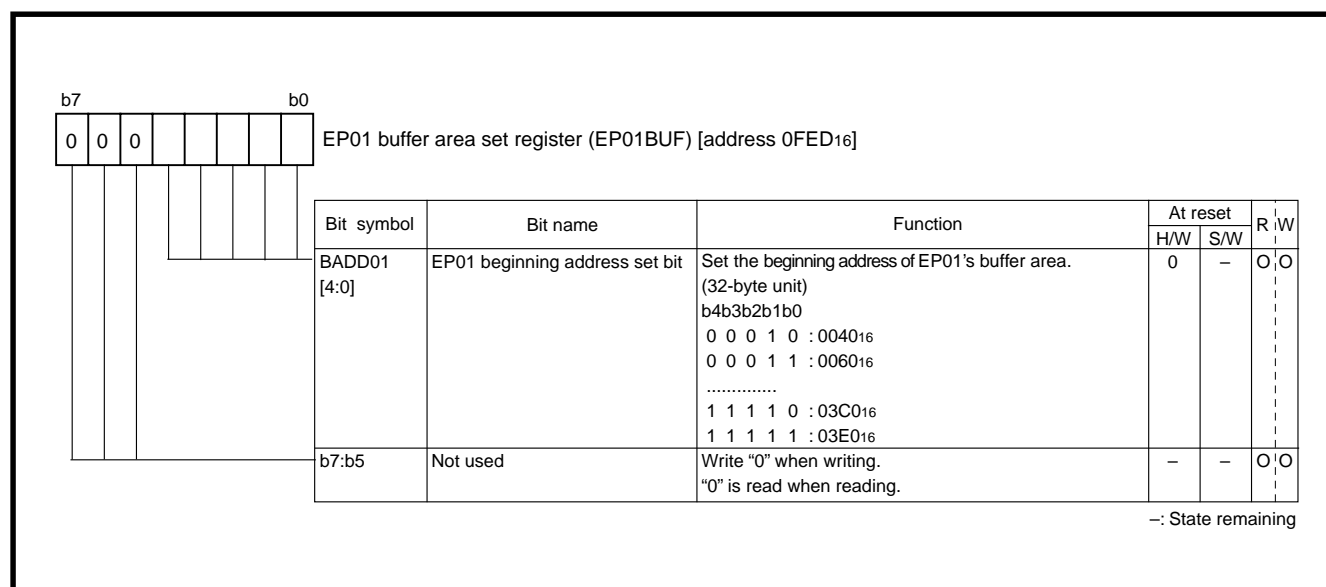 b7 b0
0 0 0 EP01 buffer area set register (EP01BUF) [address 0FED16]
Bit symbol Bit name Function At reset R W
H/W S/W
BADD01 EP01 beginning address set bit Set the beginning address of EP01’s buffer area. 0 – O O
[4:0] (32-byte unit)
b4b3b2b1b0
0 0 0 1 0 : 004016
0 0 0 1 1 : 006016
..............
1 1 1 1 0 : 03C016
1 1 1 1 1 : 03E016
b7:b5 Not used Write “0” when writing. – – O O
“0” is read when reading.
–: State remaining